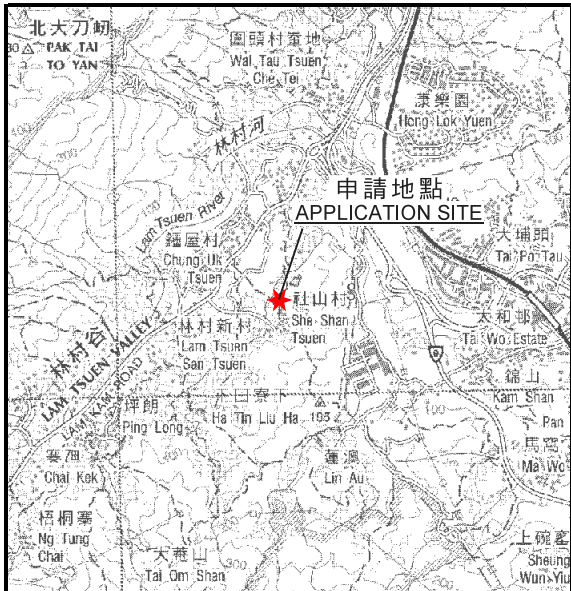 北大刀屻
PAK TAI
TO YAN
圍頭村軍地
Wai Tau Tsuen
Che Tei
康樂園
Hong Lok Yuen
林村河
Lam Tsuen River
申請地點
APPLICATION SITE
鍾屋村
Chung Uk
Tsuen
大埔頭
Tai Po Tau
社山村
She Shan
Tsuen
林村新村
Lam Tsuen
San Tsuen
太和邨
Tai Wo Estate
9
林村谷
LAM TSUEN VALLEY
LAM KAM ROAD
錦山
Kam Shan
坪朗
Ping Long
下田寮下
Ha Tin Liu Ha
195
Pan
馬窩
Ma Wo
寨乪
Chai Kek
蓮澳
Lin Au
梧桐寨
Ng Tung
Chai
大菴山
Tai Om Shan
上碗窰
Sheung
Wun Yiu